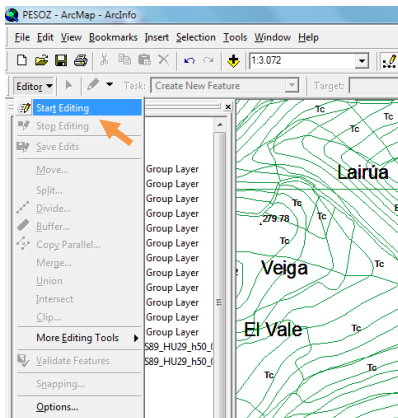 PESOZ - ArcMap - ArcInfo
File Edit View Bookmarks Insert Selection Tools Window Help
1:3.072
Editor Task: Create New Feature Target:
Start Editing
Stop Editing
Save Edits
Move...
Split...
Divide...
Buffer...
Copy Parallel...
Merge...
Union
Intersect
Clip...
More Editing Tools
Validate Features
Snapping...
Options...
Group Layer
Group Layer
Group Layer
Group Layer
Group Layer
Group Layer
Group Layer
Group Layer
Group Layer
Group Layer
Group Layer
Group Layer
S89_HU29_h50_
S89_HU29_h50_
Tc
Tc
Tc
Lairúa
Tc
Tc
279.78
Tc
Veiga
Tc
El Vale
Tc
Tc
Tc